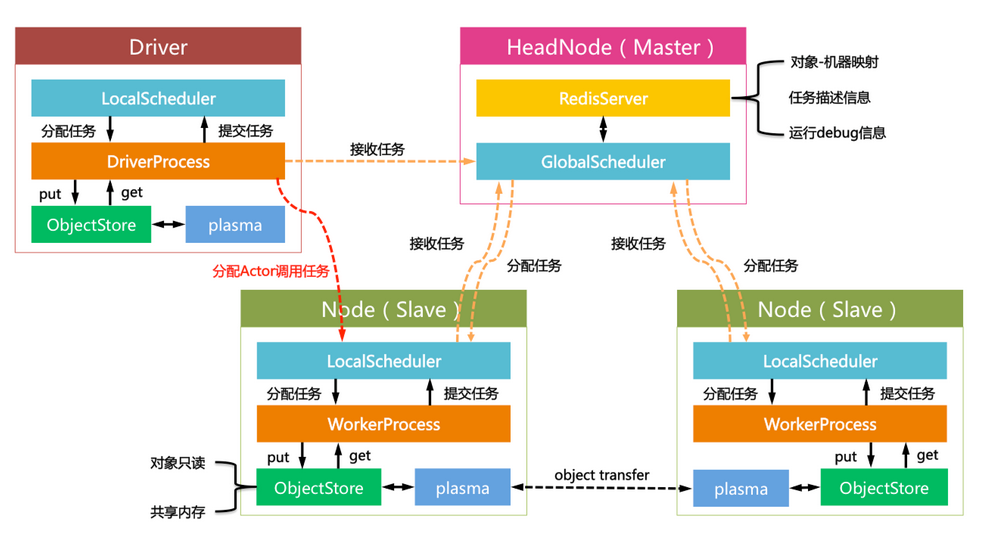 Driver
LocalScheduler
分配任务
提交任务
DriverProcess
put
get
ObjectStore
plasma
HeadNode（Master）
RedisServer
GlobalScheduler
对象-机器映射
任务描述信息
运行debug信息
接收任务
接收任务
分配任务
接收任务
分配任务
分配Actor调用任务
Node（Slave）
LocalScheduler
分配任务
提交任务
WorkerProcess
put
get
ObjectStore
plasma
对象只读
共享内存
object transfer
Node（Slave）
LocalScheduler
分配任务
提交任务
WorkerProcess
put
get
plasma
ObjectStore